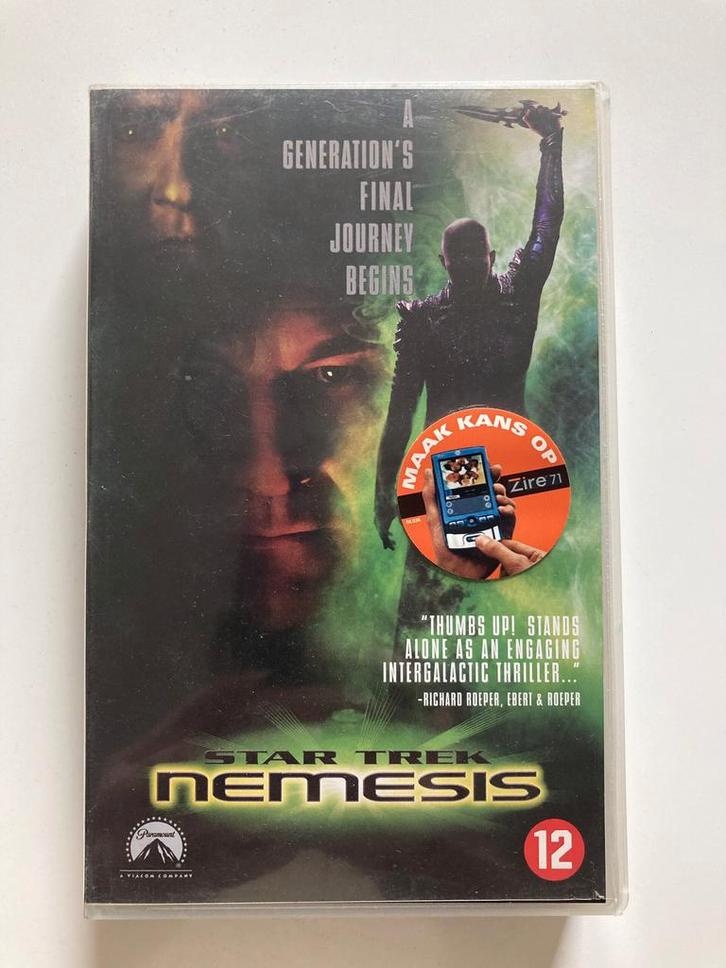 A
GENERATION'S
FINAL
JOURNEY
BEGINS
MAAK KANS OP
Zire 71
"THUMBS UP! STANDS
ALONE AS AN ENGAGING
INTERGALACTIC THRILLER..."
-RICHARD ROEPER, EBERT & ROEPER
STAR TREK
NEMESIS
Paramount
A VIACOM COMPANY
12